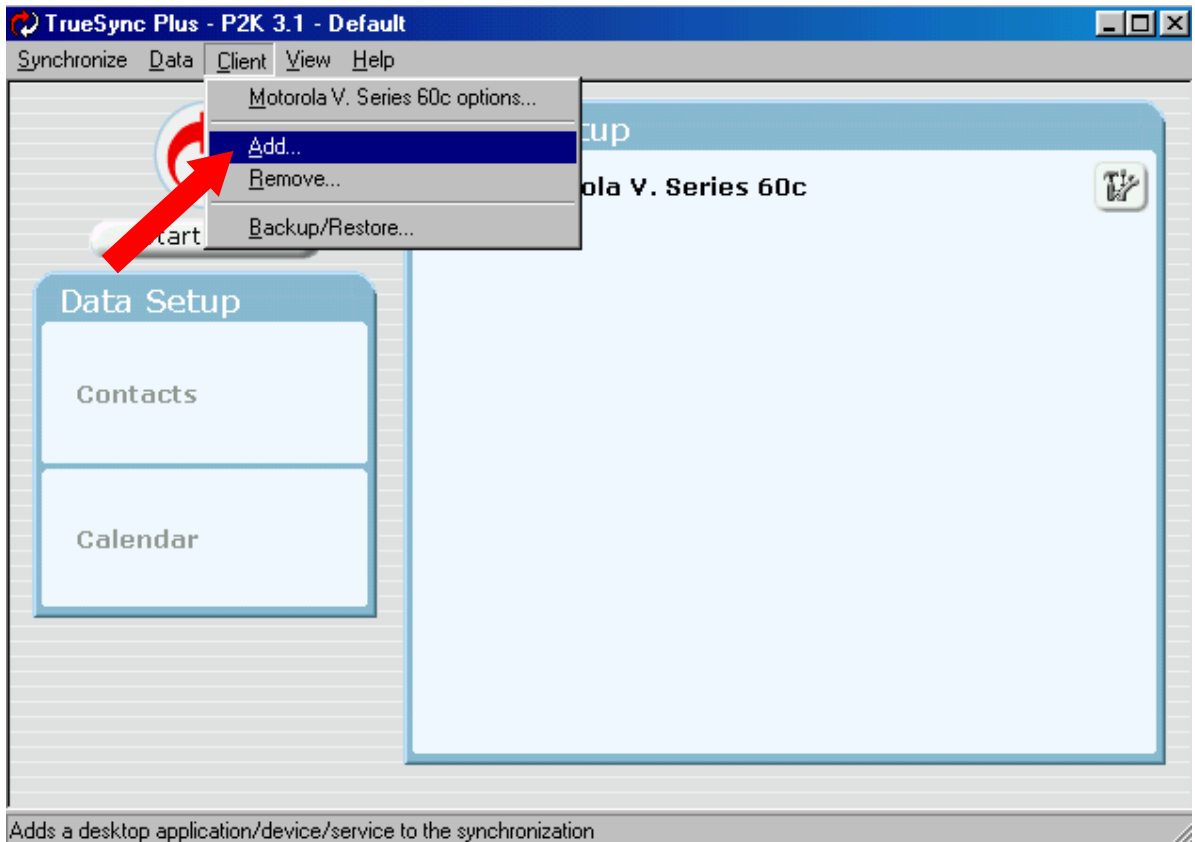 TrueSync Plus - P2K 3.1 - Default
Synchronize Data Client View Help
Motorola V. Series 60c options...
Add...
Remove...
Backup/Restore...
tup
ola V. Series 60c
tart
Data Setup
Contacts
Calendar
Adds a desktop application/device/service to the synchronization